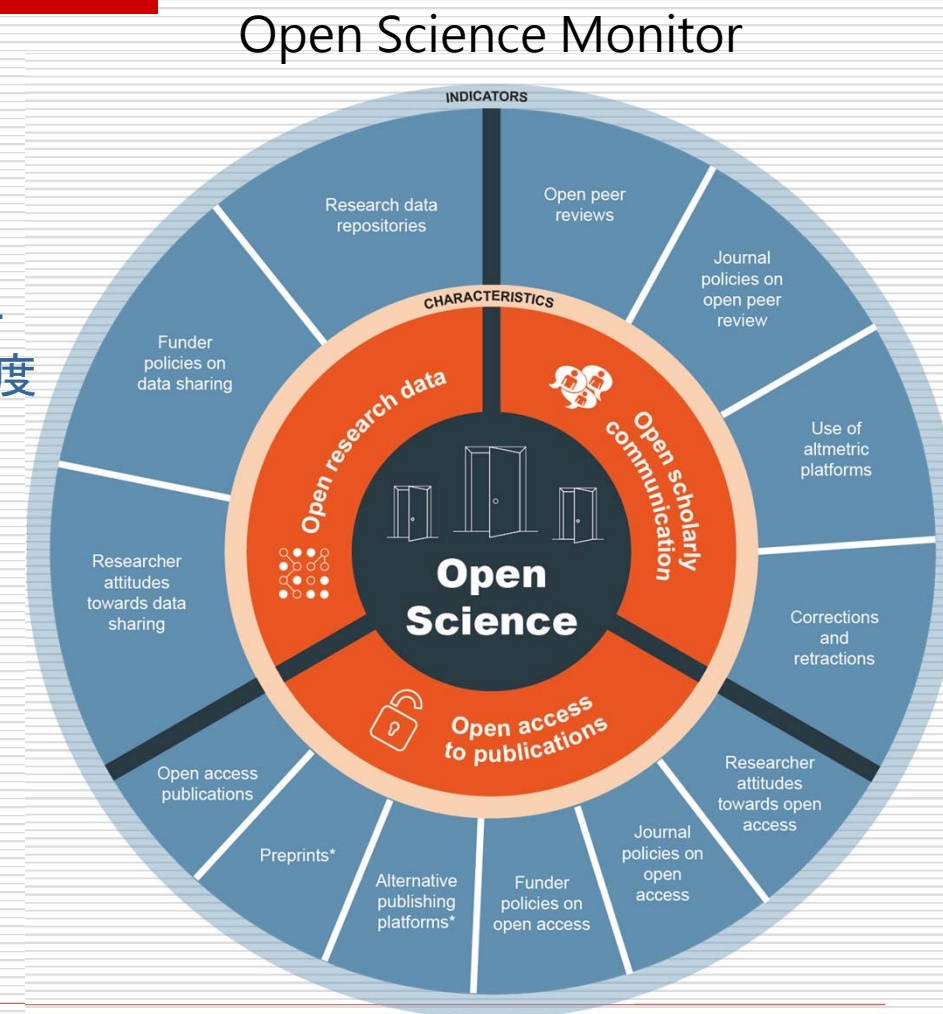 Open Science Monitor
INDICATORS
Research data
repositories
Open peer
reviews
Journal
policies on
open peer
review
Funder
policies on
data sharing
度
CHARACTERISTICS
Open research data
Open scholarly
communication
Use of
altmetric
platforms
Open
Science
Researcher
attitudes
towards data
sharing
Corrections
and
retractions
Open access
to publications
Open access
publications
Researcher
attitudes
towards open
access
Preprints*
Journal
policies on
open
access
Alternative
publishing
platforms*
Funder
policies on
open access